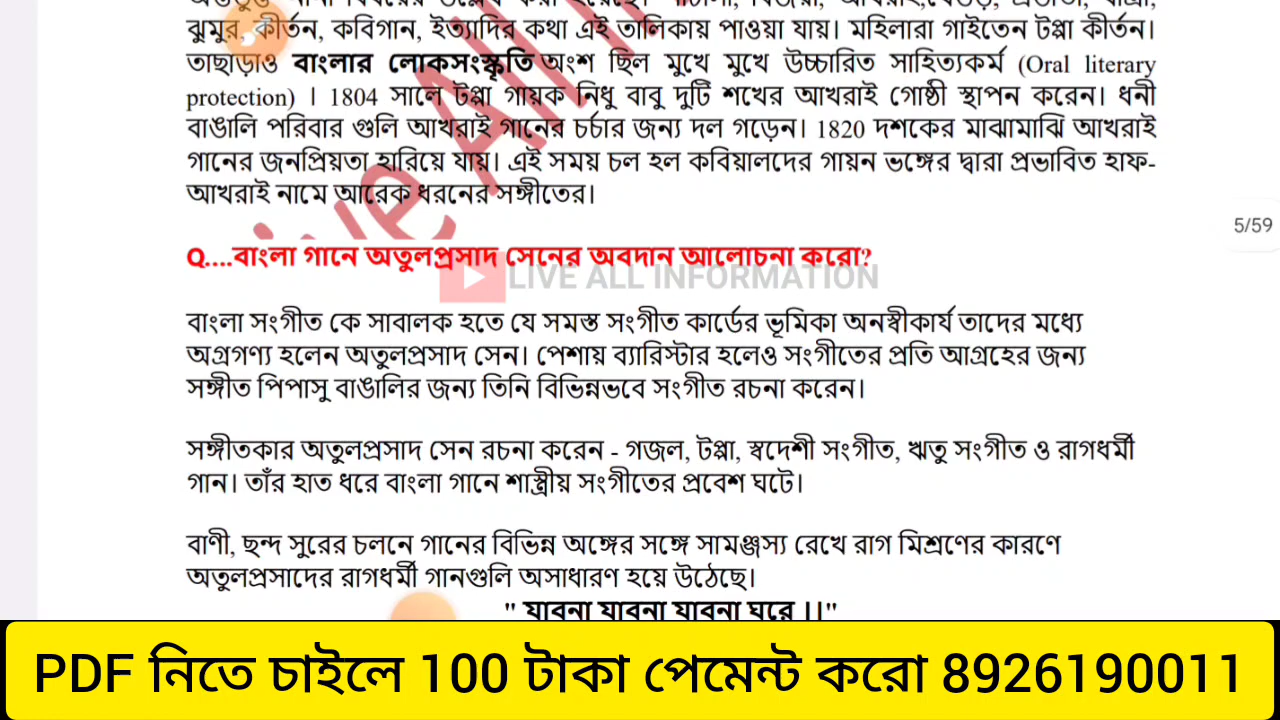 ঝুমুর, কীর্তন, কবিগান, ইত্যাদির কথা এই তালিকায় পাওয়া যায়। মহিলারা গাইতেন টপ্পা কীর্তন।
তাছাড়াও বাংলার লোকসংস্কৃতি অংশ ছিল মুখে মুখে উচ্চারিত সাহিত্যকর্ম (Oral literary
protection) । 1804 সালে টপ্পা গায়ক নিধু বাবু দুটি শখের আখরাই গোষ্ঠী স্থাপন করেন। ধনী
বাঙালি পরিবার গুলি আখরাই গানের চর্চার জন্য দল গড়েন। 1820 দশকের মাঝামাঝি আখরাই
গানের জনপ্রিয়তা হারিয়ে যায়। এই সময় চল হল কবিয়ালদের গায়ন ভঙ্গের দ্বারা প্রভাবিত হাফ-
আখরাই নামে আরেক ধরনের সঙ্গীতের।
5/59
Q....বাংলা গানে অতুলপ্রসাদ সেনের অবদান আলোচনা করো?
LIVE ALL INFORMATION
বাংলা সংগীত কে সাবালক হতে যে সমস্ত সংগীত কার্ডের ভূমিকা অনস্বীকার্য তাদের মধ্যে
অগ্রগণ্য হলেন অতুলপ্রসাদ সেন। পেশায় ব্যারিস্টার হলেও সংগীতের প্রতি আগ্রহের জন্য
সঙ্গীত পিপাসু বাঙালির জন্য তিনি বিভিন্নভবে সংগীত রচনা করেন।
সঙ্গীতকার অতুলপ্রসাদ সেন রচনা করেন - গজল, টপ্পা, স্বদেশী সংগীত, ঋতু সংগীত ও রাগধর্মী
গান। তাঁর হাত ধরে বাংলা গানে শাস্ত্রীয় সংগীতের প্রবেশ ঘটে।
বাণী, ছন্দ সুরের চলনে গানের বিভিন্ন অঙ্গের সঙ্গে সামঞ্জস্য রেখে রাগ মিশ্রণের কারণে
অতুলপ্রসাদের রাগধর্মী গানগুলি অসাধারণ হয়ে উঠেছে।
" যাবনা যাবনা যাবনা ঘরে ।।"
PDF নিতে চাইলে 100 টাকা পেমেন্ট করো 8926190011